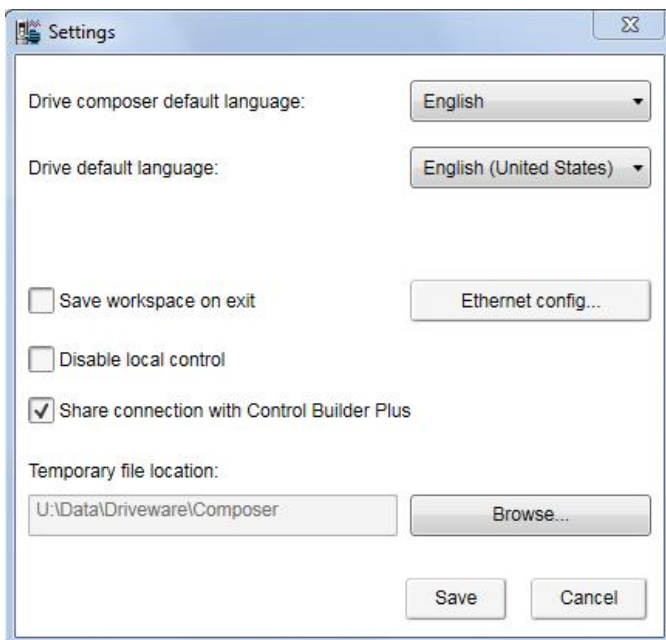 Settings
Drive composer default language:
English
Drive default language:
English (United States)
Save workspace on exit
Ethernet config...
Disable local control
Share connection with Control Builder Plus
Temporary file location:
U:\Data\Driveware\Composer
Browse...
Save
Cancel